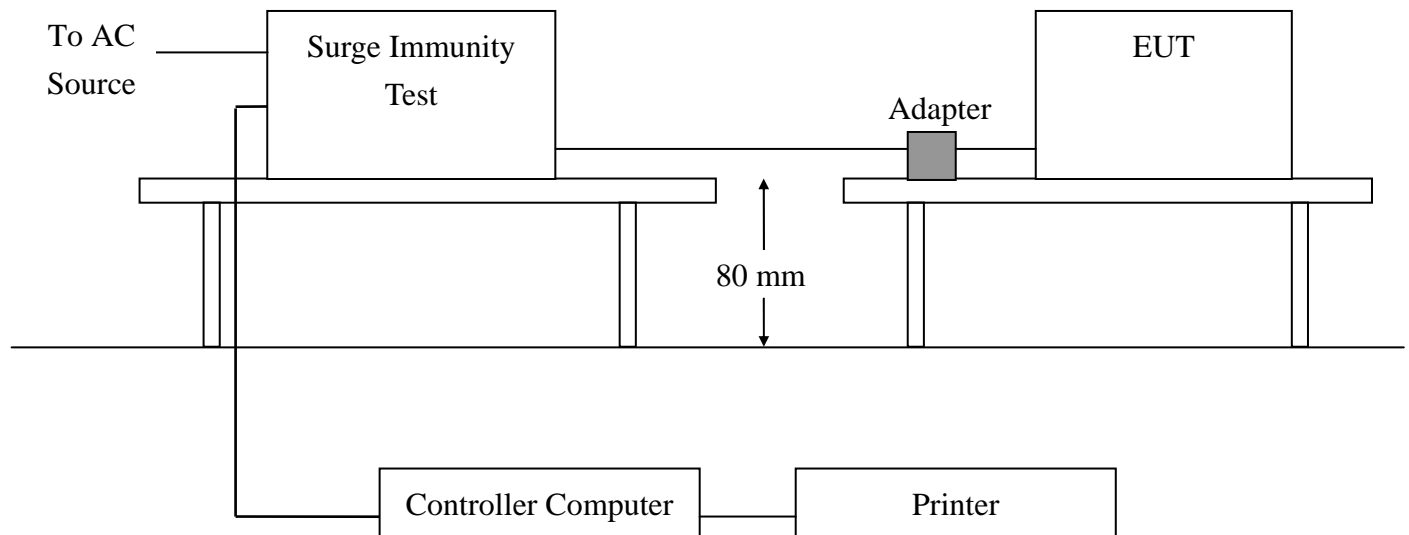 To AC
Source
Surge Immunity
Test
EUT
Adapter
80 mm
Controller Computer
Printer